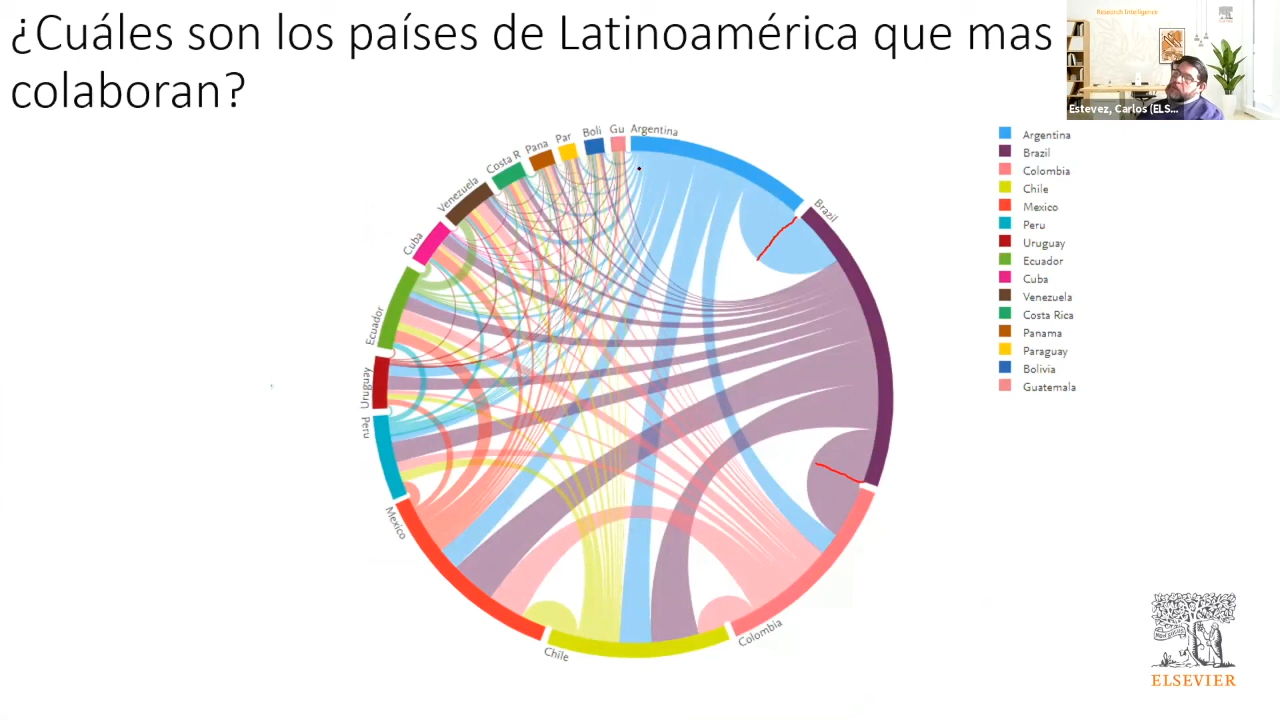 ¿Cuáles son los países de Latinoamérica que mas
colaboran?
Research Intelligence
Estevez, Carlos (ELS...
Argentina
Brazil
Colombia
Chile
Mexico
Peru
Uruguay
Ecuador
Cuba
Venezuela
Costa R
Pana
Par
Boli
Gu
Argentina
Brazil
Colombia
Chile
Mexico
Peru
Uruguay
Ecuador
Cuba
Venezuela
Costa Rica
Panama
Paraguay
Bolivia
Guatemala
ELSEVIER